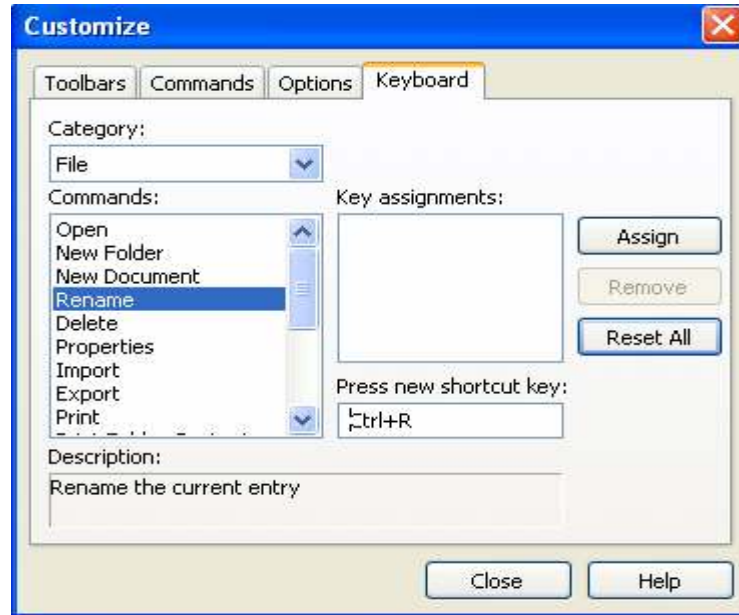 Customize
Toolbars Commands Options Keyboard
Category:
File
Commands:
Open
New Folder
New Document
Rename
Delete
Properties
Import
Export
Print
Key assignments:
Assign
Remove
Reset All
Press new shortcut key:
Ctrl+R
Description:
Rename the current entry
Close Help